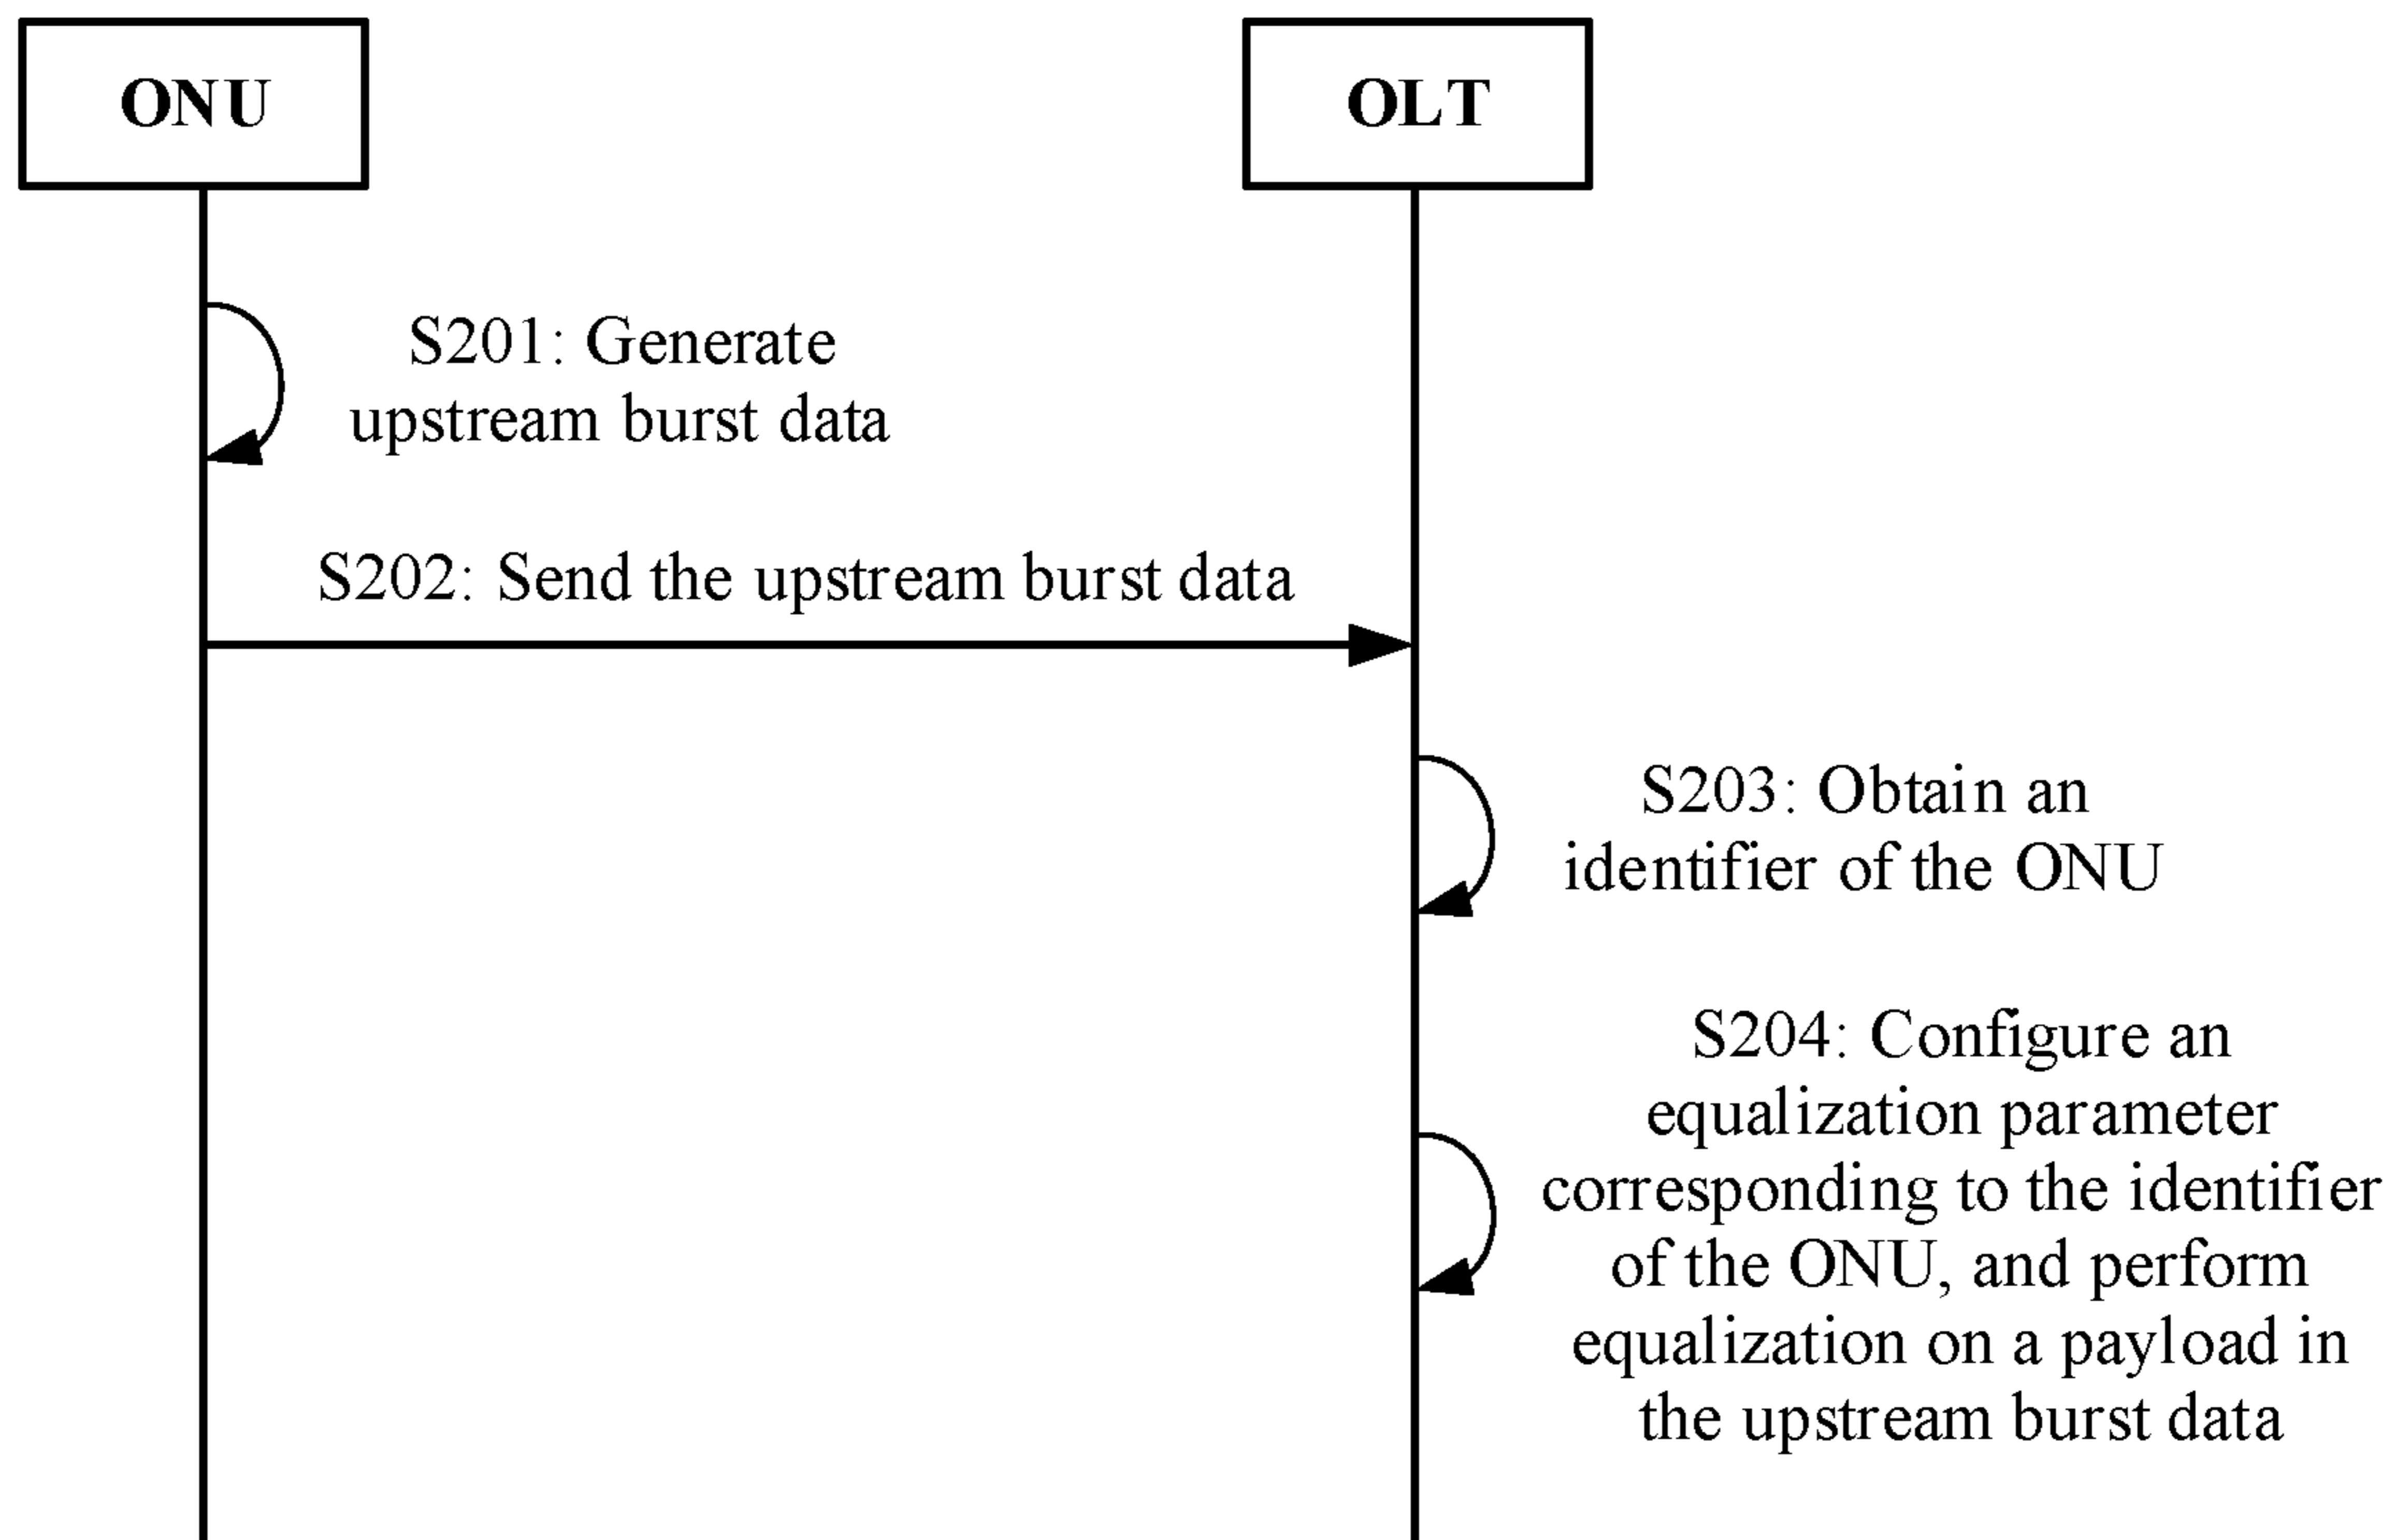 ONU
OLT
S201: Generate
upstream burst data
S202: Send the upstream burst data
S203: Obtain an
identifier of the ONU
S204: Configure an
equalization parameter
corresponding to the identifier
of the ONU, and perform
equalization on a payload in
the upstream burst data